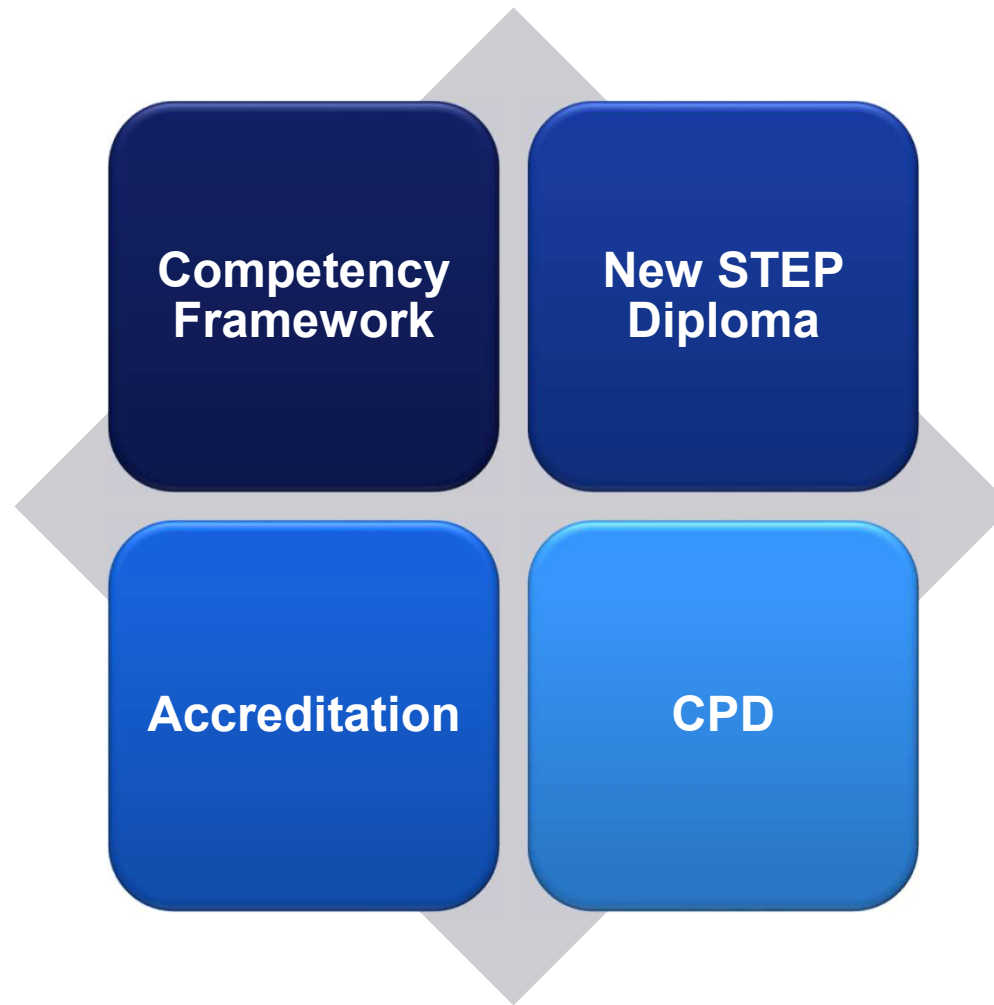 Competency
Framework
New STEP
Diploma
Accreditation
CPD